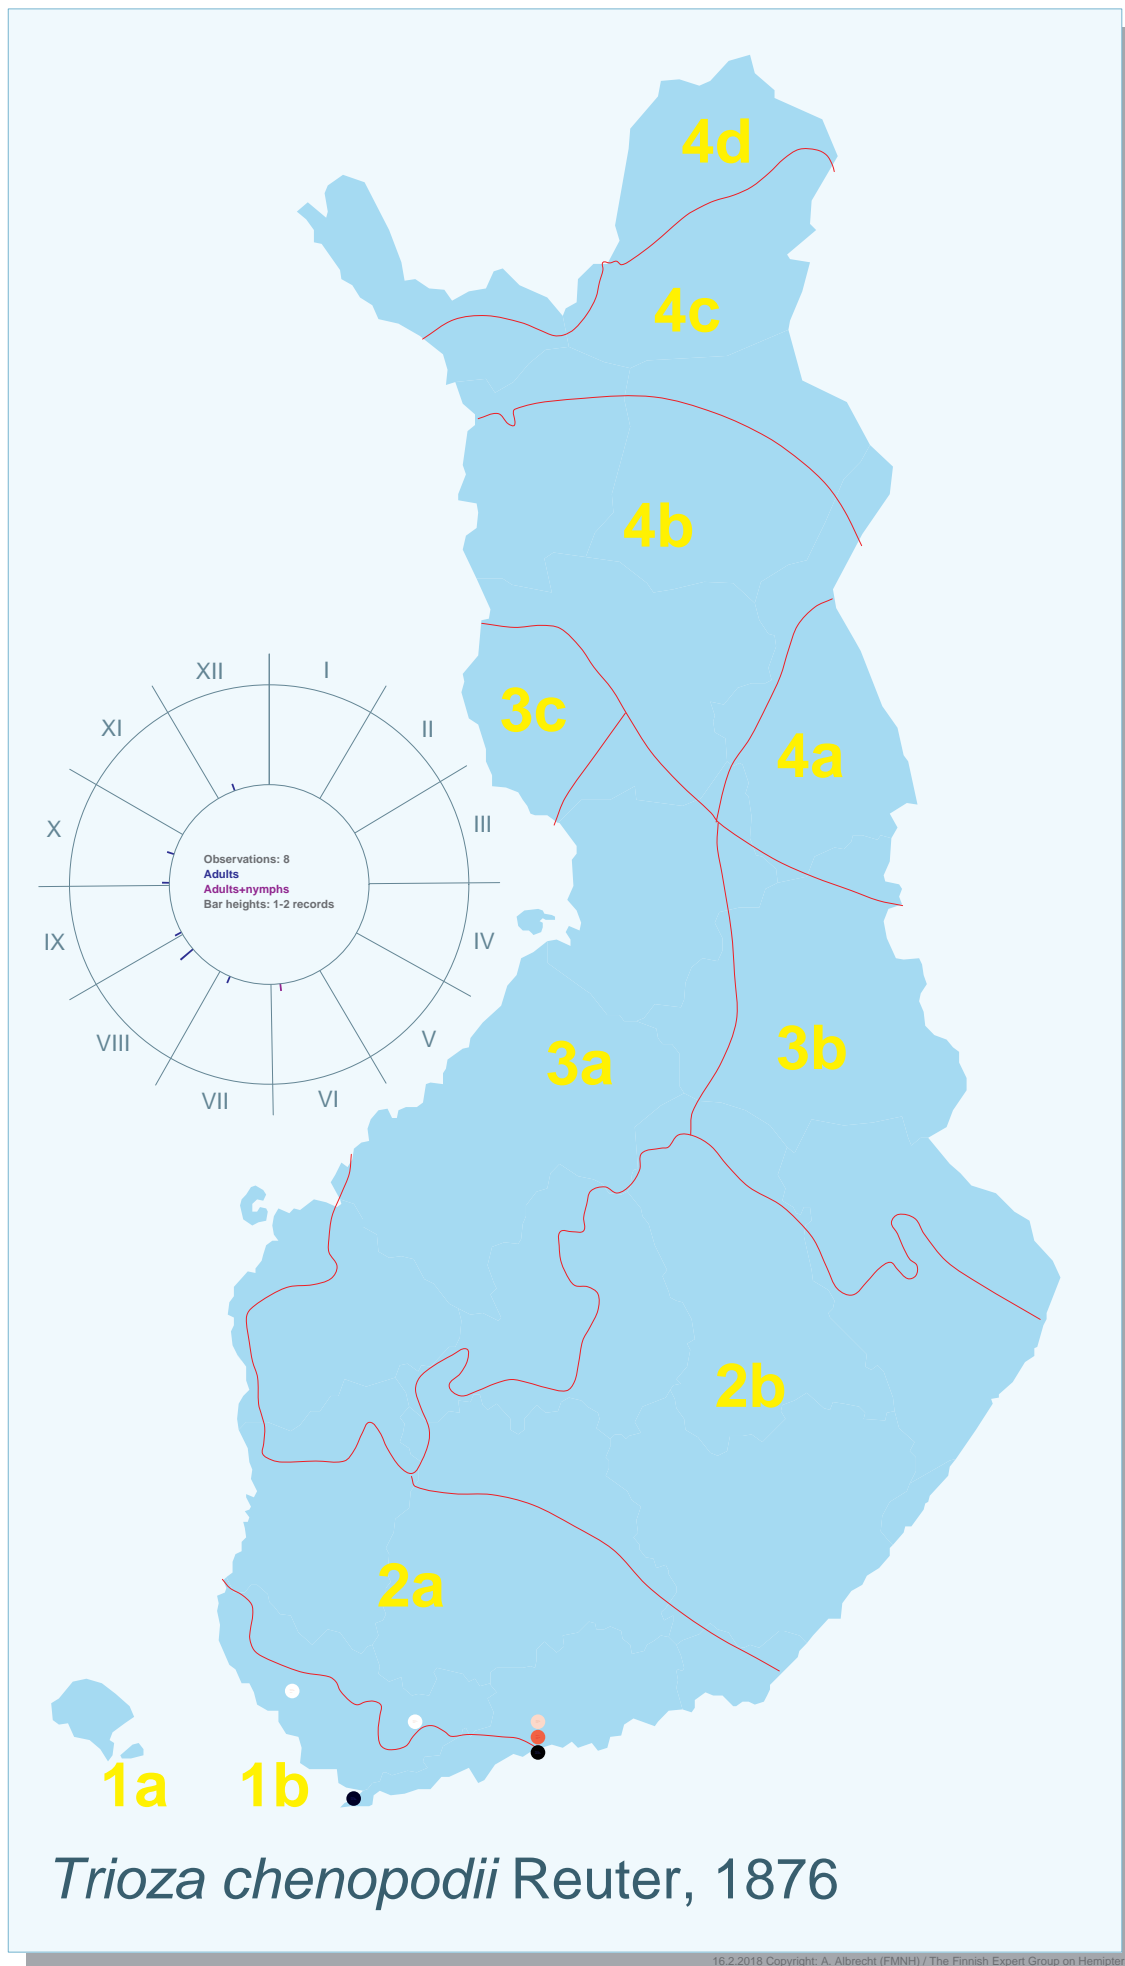 4d
4c
4b
3c
4a
XII
I
XI
II
X
III
Observations: 8
Adults
Adults+nymphs
Bar heights: 1-2 records
IX
IV
VIII
V
VII
VI
3a
3b
2b
2a
1a
1b
Trioza chenopodii Reuter, 1876
16.2.2018 Copyright: A. Albrecht (FMNH) / The Finnish Expert Group on Hemipter